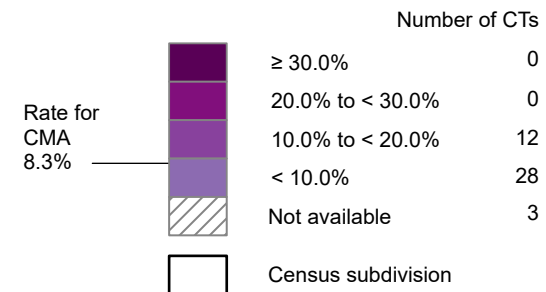 Number of CTs
≥ 30.0% 0
20.0% to < 30.0% 0
Rate for
CMA
8.3%
10.0% to < 20.0% 12
< 10.0% 28
Not available 3
Census subdivision